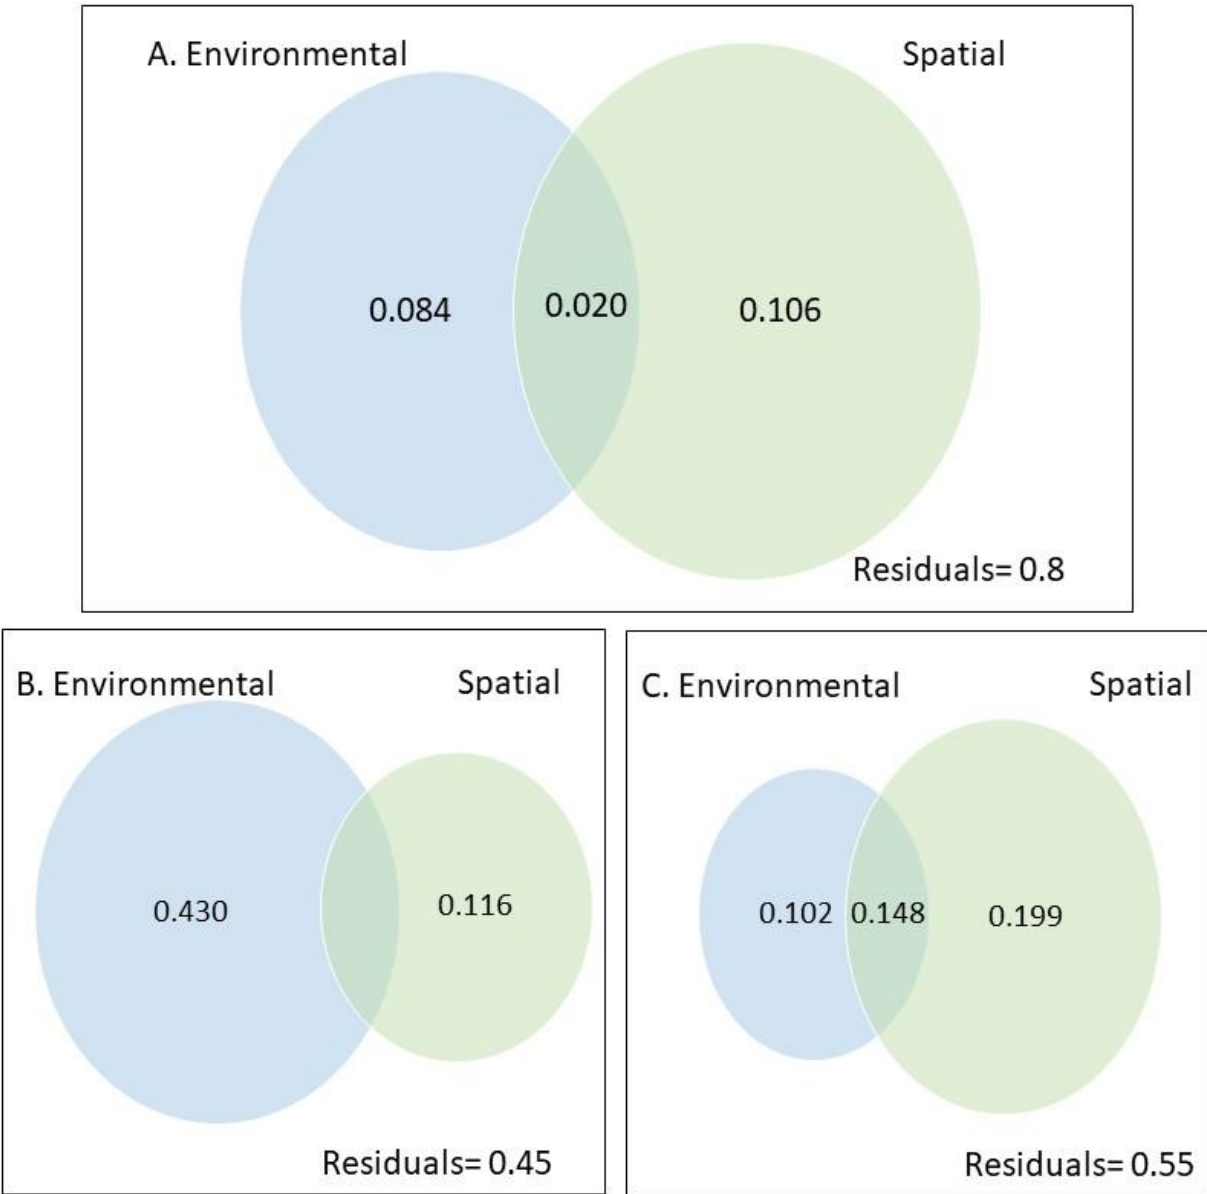 A. Environmental
Spatial
0.084
0.020
0.106
Residuals= 0.8
B. Environmental
Spatial
0.430
0.116
Residuals= 0.45
C. Environmental
Spatial
0.102
0.148
0.199
Residuals= 0.55